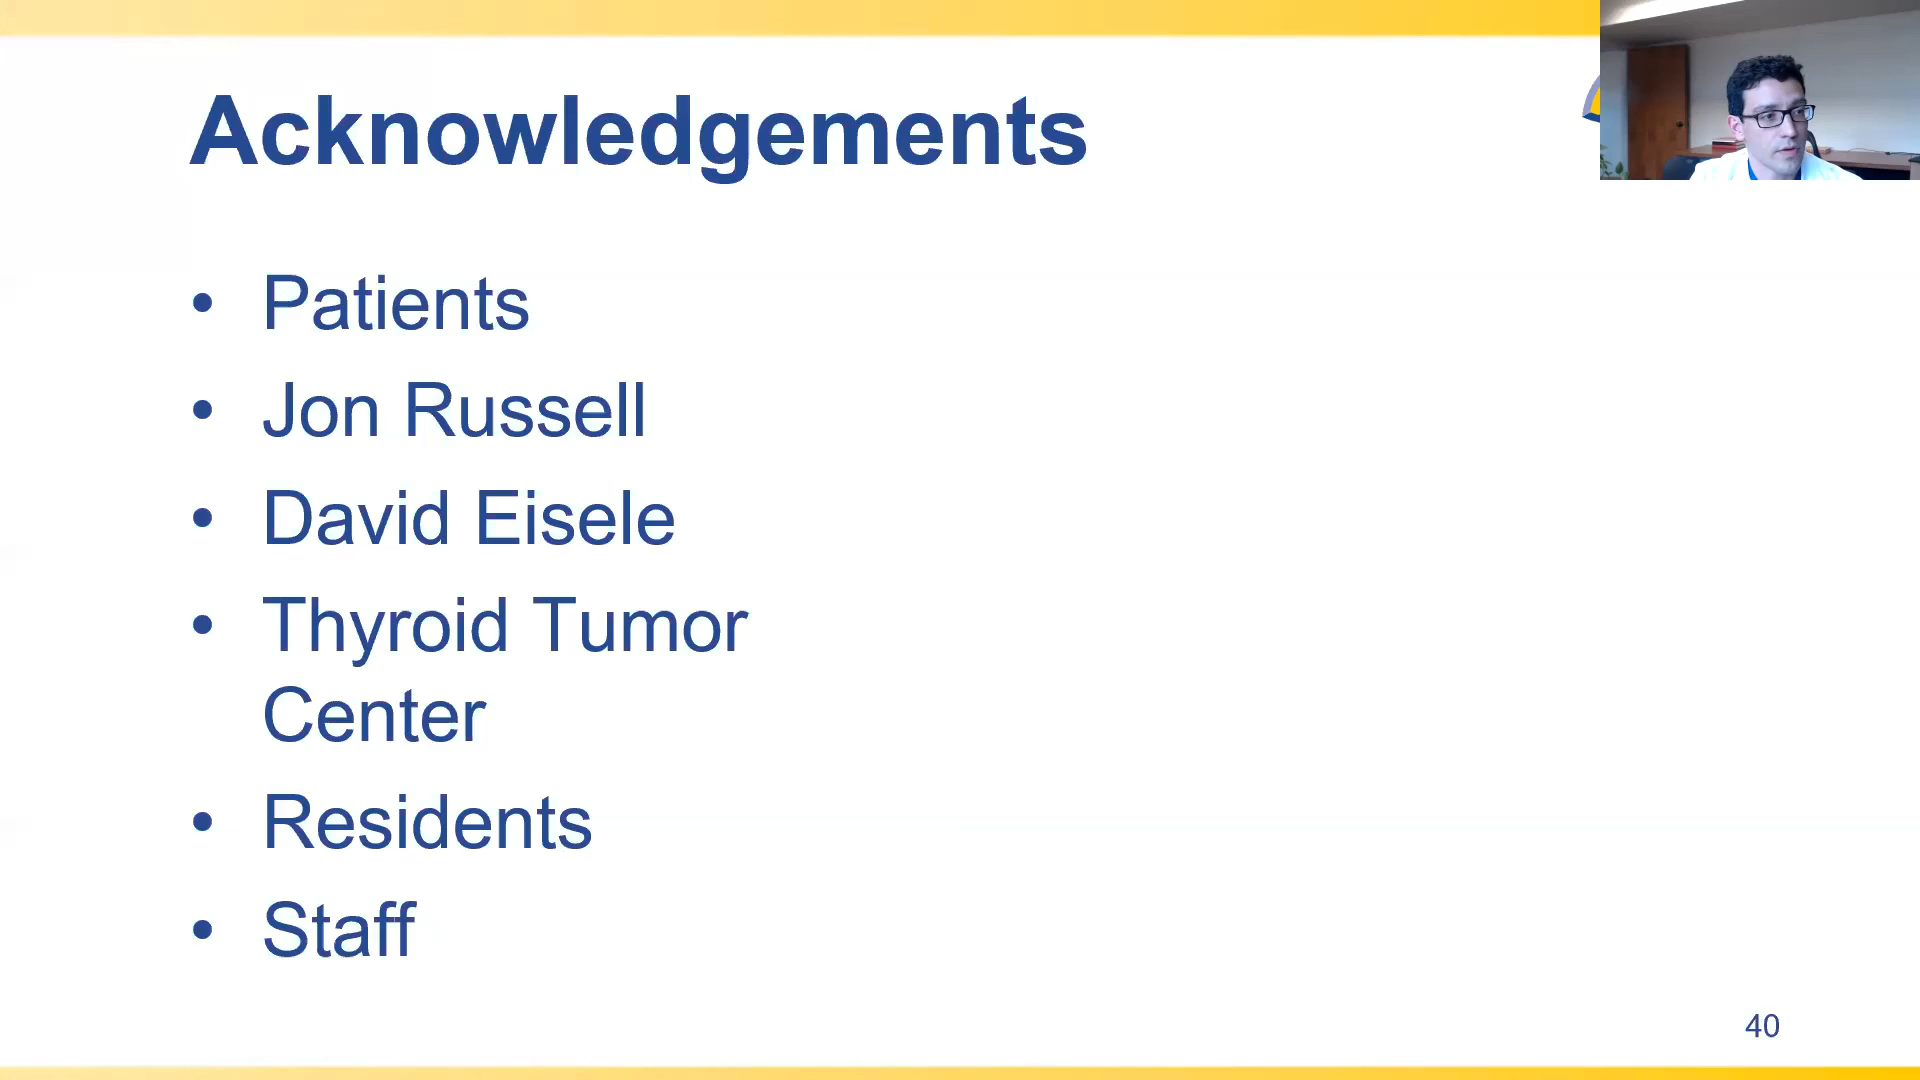 Acknowledgements
• Patients
• Jon Russell
• David Eisele
• Thyroid Tumor
Center
• Residents
• Staff
40